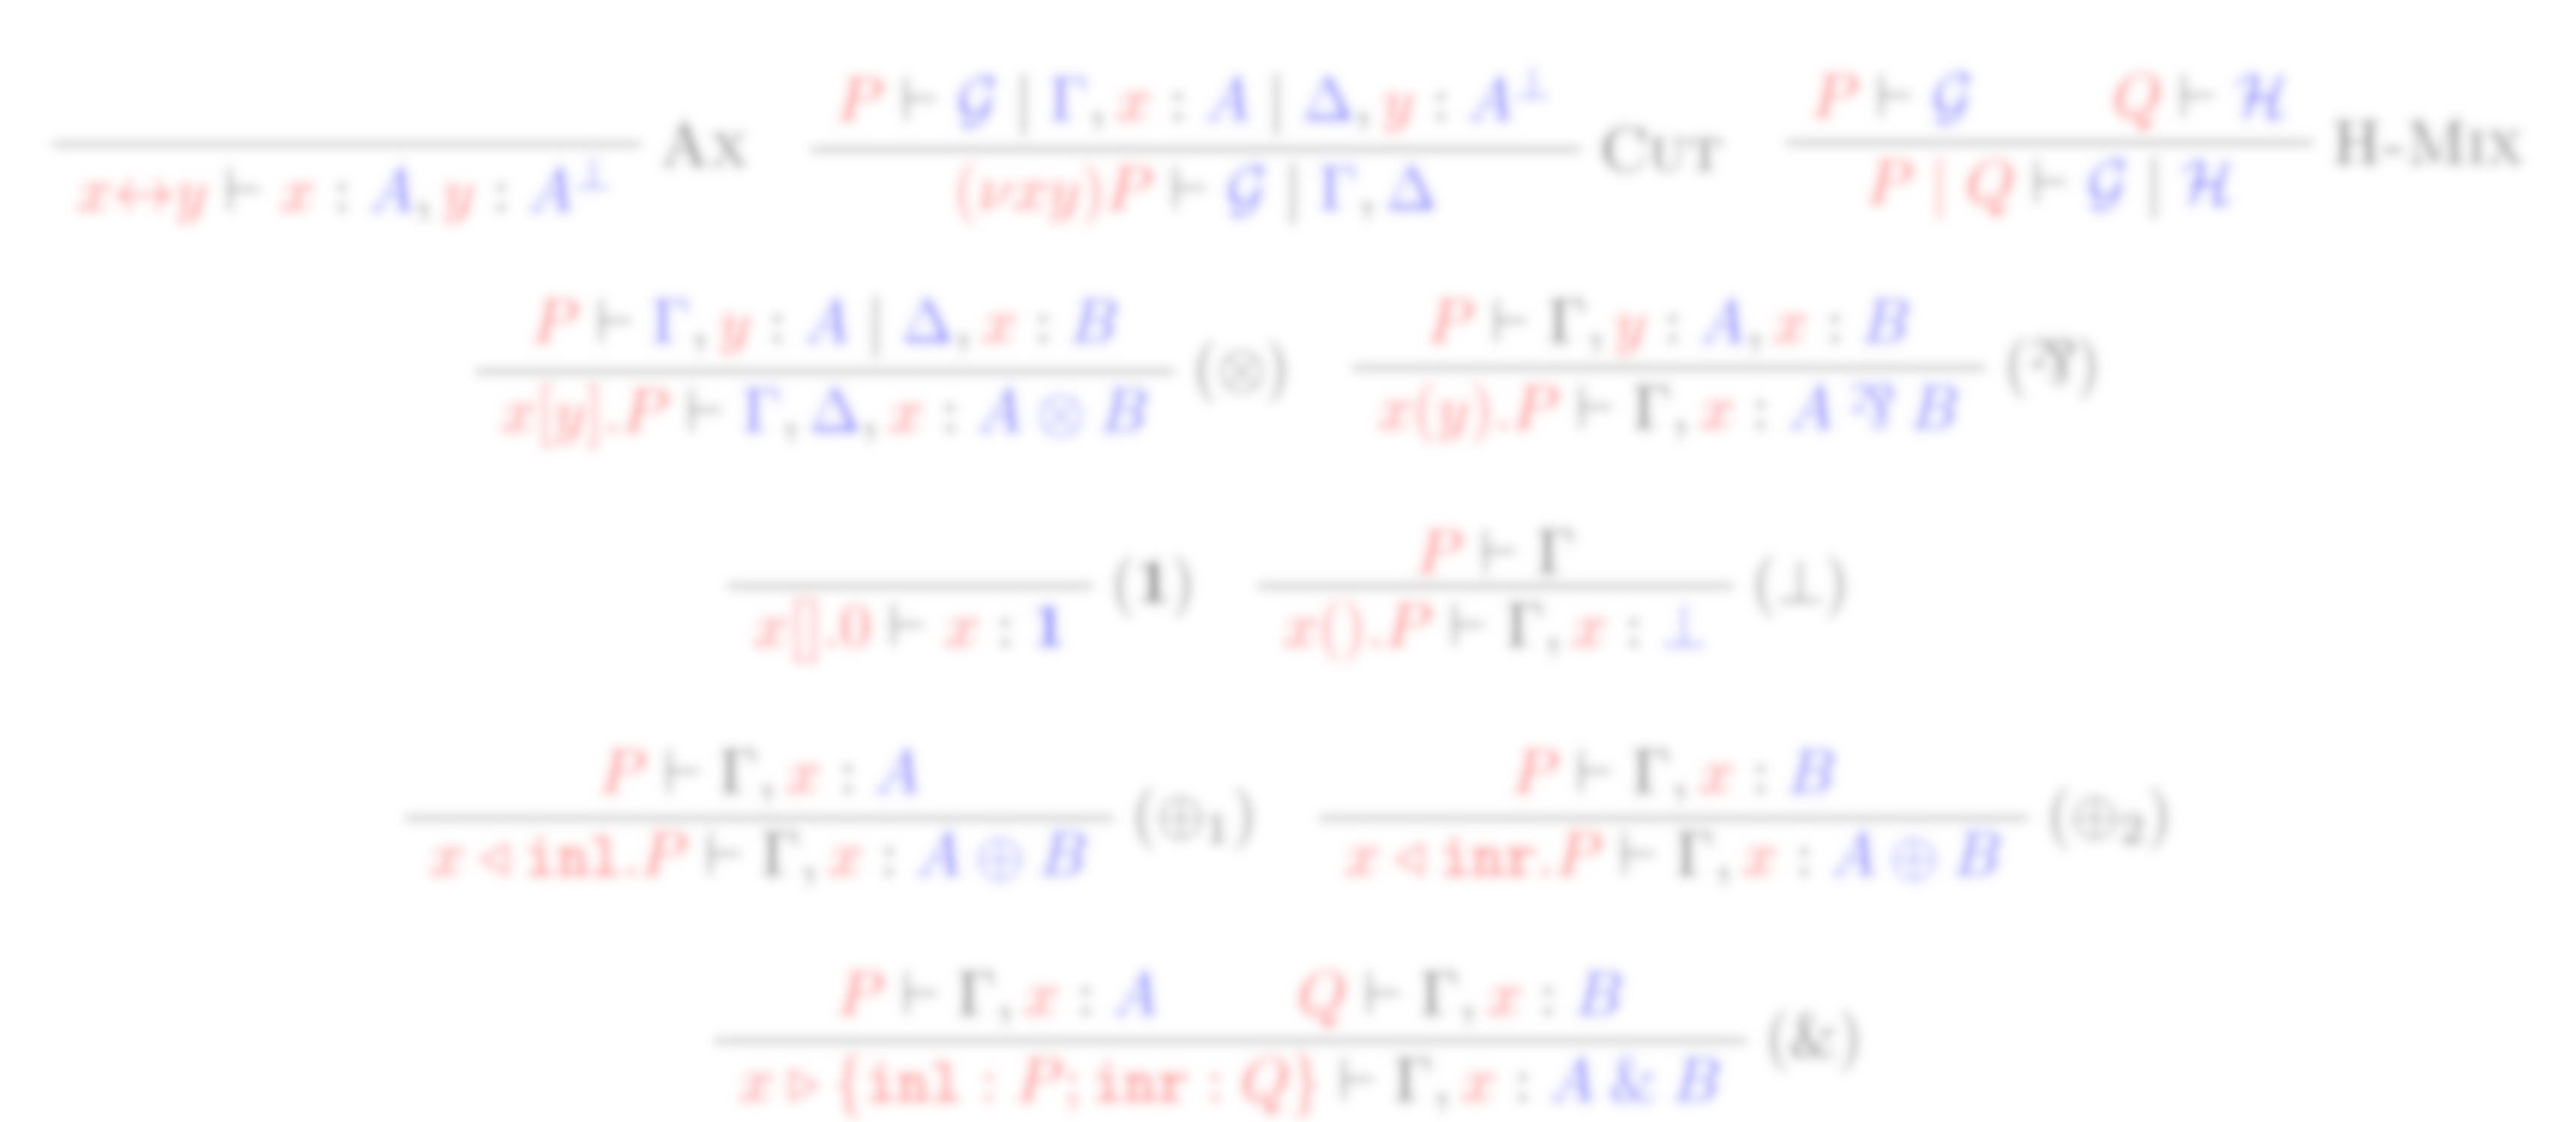 P ⊢ 𝒢 | Γ, x : A | Δ, y : A⊥    P ⊢ 𝒢    Q ⊢ ℋ
Ax    Cut    H-Mix
x↔y ⊢ x : A, y : A⊥    (νxy)P ⊢ 𝒢 | Γ, Δ    P | Q ⊢ 𝒢 | ℋ
P ⊢ Γ, y : A | Δ, x : B    P ⊢ Γ, y : A, x : B
(⊗)    (⅋)
x[y].P ⊢ Γ, Δ, x : A ⊗ B    x(y).P ⊢ Γ, x : A ⅋ B
P ⊢ Γ
(1)    (⊥)
x[].0 ⊢ x : 1    x().P ⊢ Γ, x : ⊥
P ⊢ Γ, x : A    P ⊢ Γ, x : B
(⊕₁)    (⊕₂)
x ◁ inl.P ⊢ Γ, x : A ⊕ B    x ◁ inr.P ⊢ Γ, x : A ⊕ B
P ⊢ Γ, x : A    Q ⊢ Γ, x : B
(&)
x ▷ {inl : P; inr : Q} ⊢ Γ, x : A & B